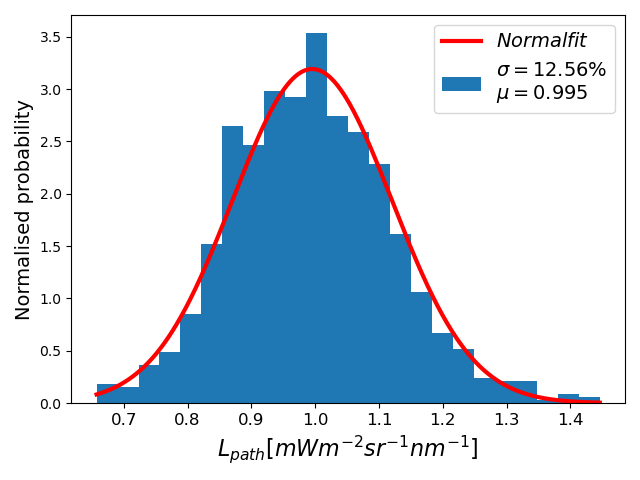 Normalfit
σ = 12.56%
μ = 0.995
3.5
3.0
2.5
2.0
1.5
1.0
0.5
0.0
Normalised probability
0.7 0.8 0.9 1.0 1.1 1.2 1.3 1.4
L_path[mWm⁻²sr⁻¹nm⁻¹]